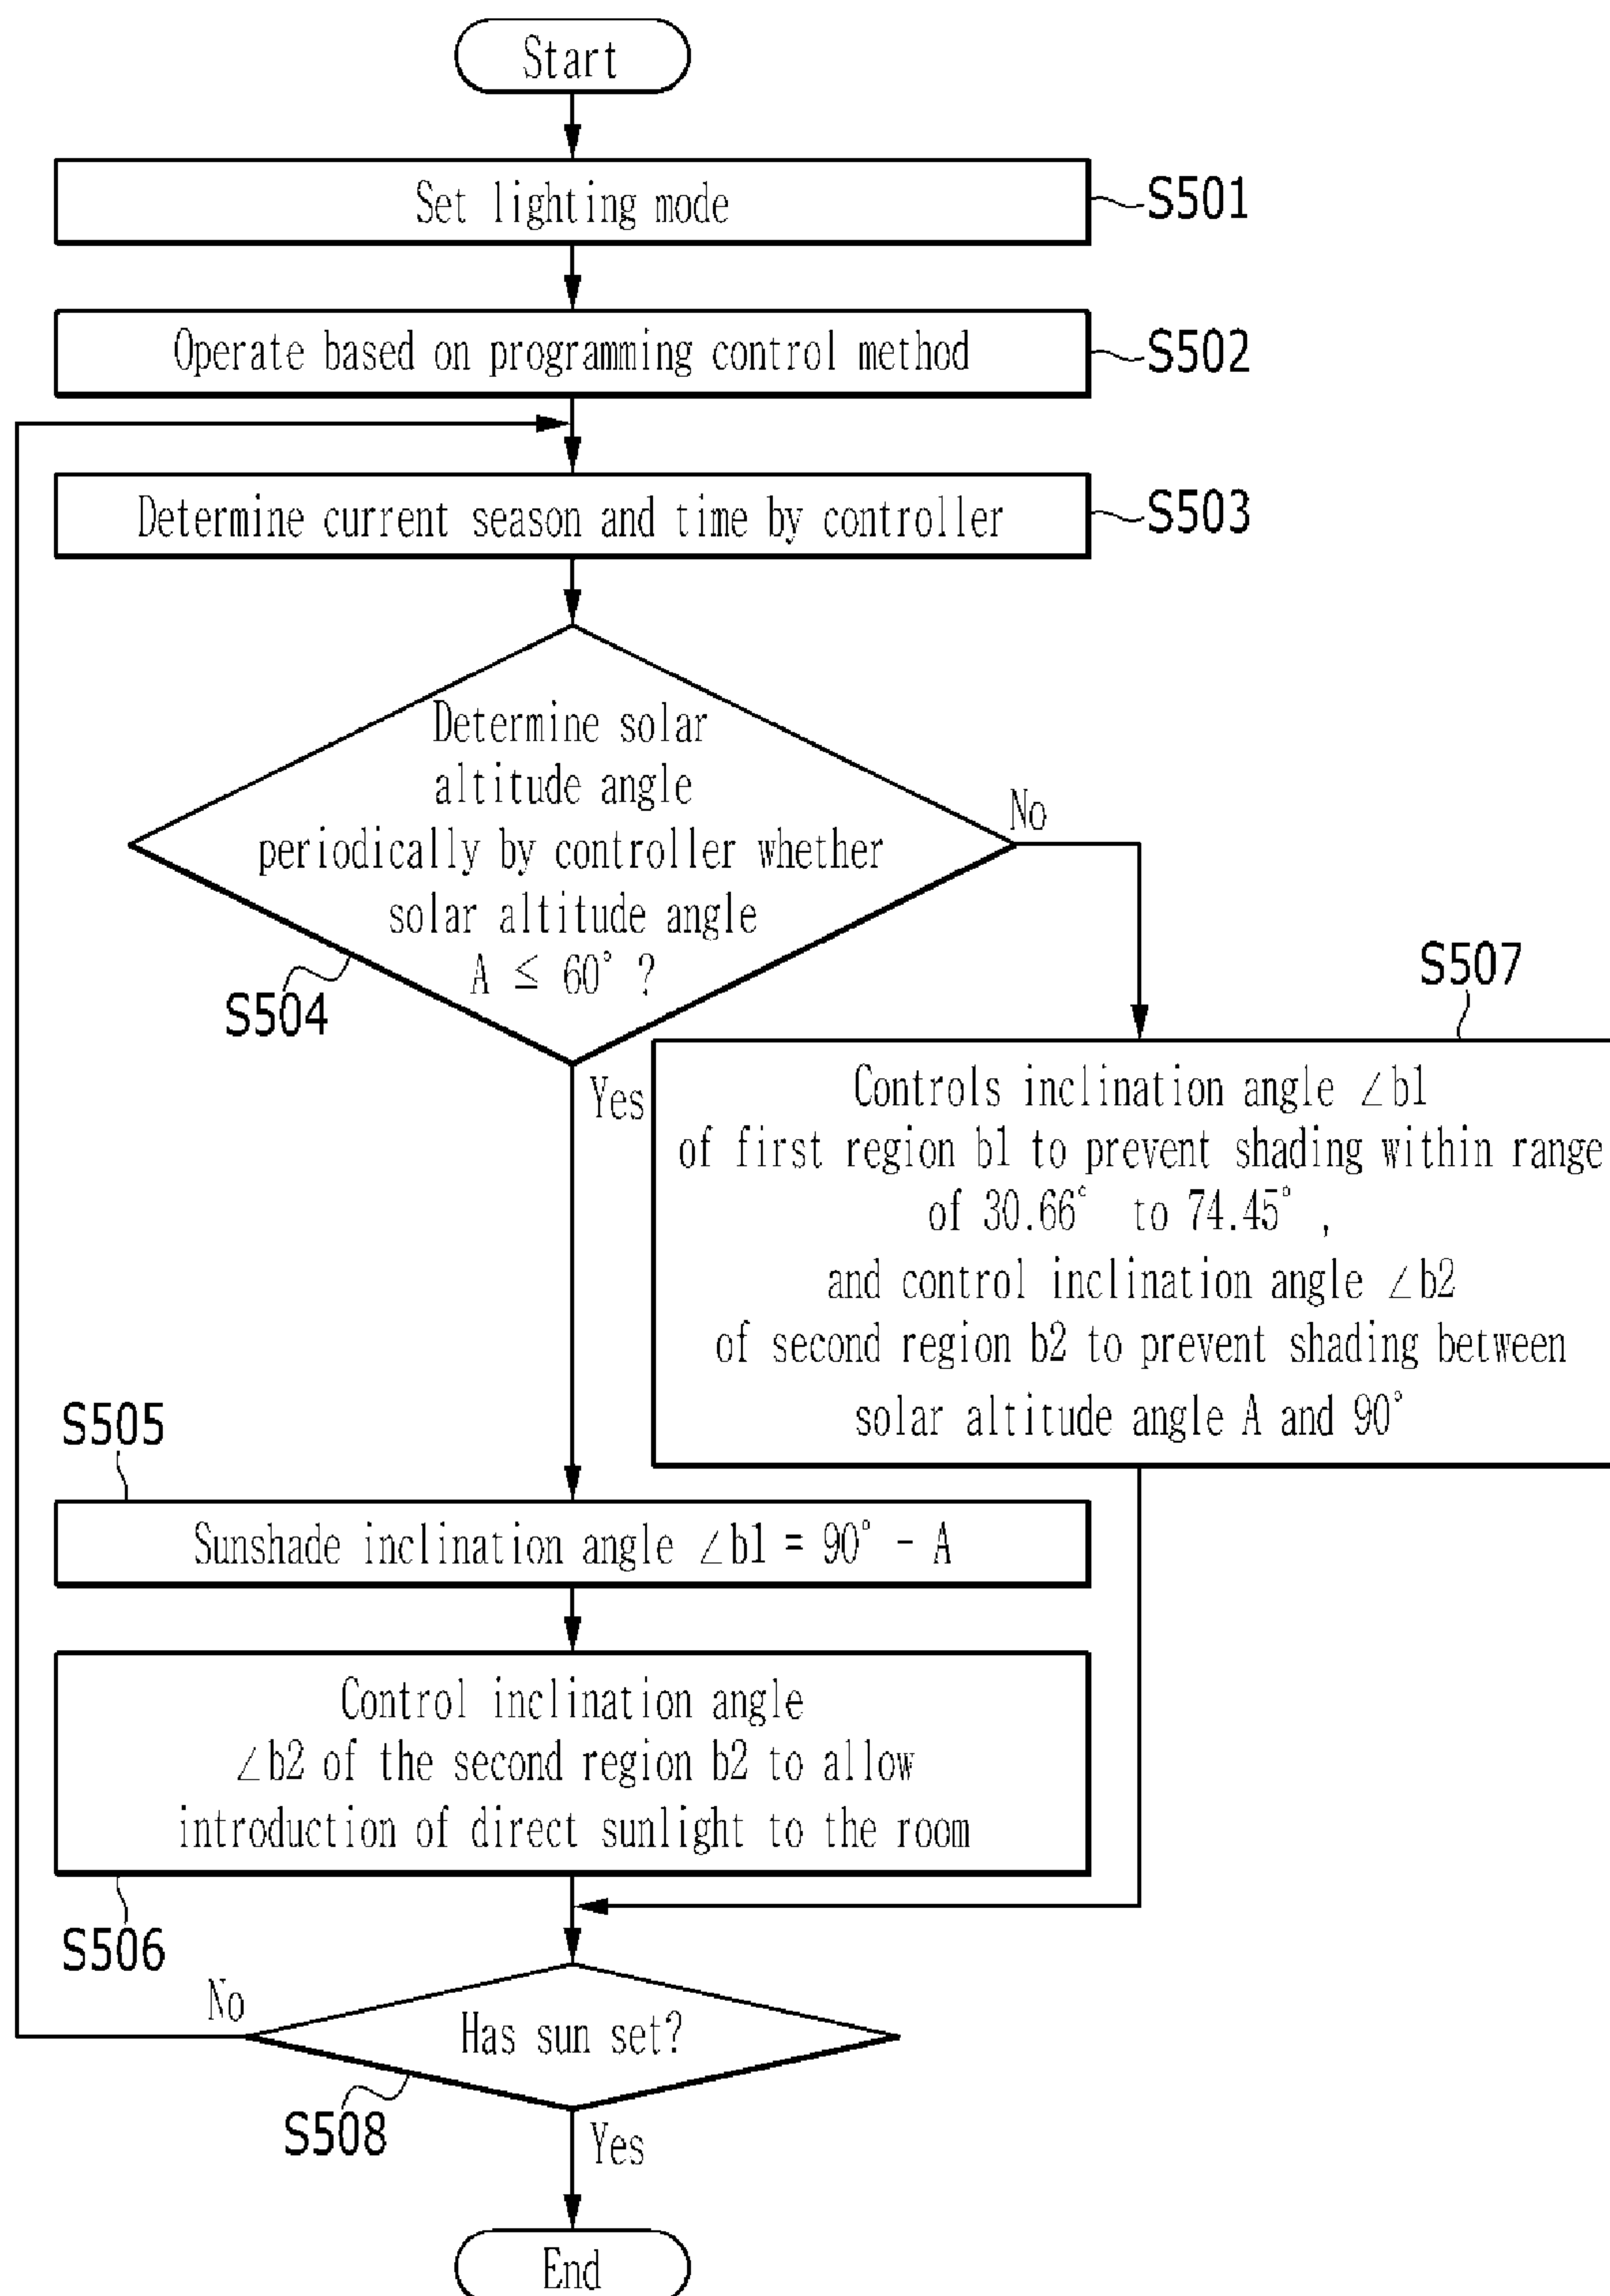 Start
Set lighting mode
S501
Operate based on programming control method
S502
Determine current season and time by controller
S503
Determine solar
altitude angle
periodically by controller whether
solar altitude angle
A ≤ 60° ?
S504
No
Yes
S507
Controls inclination angle ∠b1
of first region b1 to prevent shading within range
of 30.66° to 74.45° ,
and control inclination angle ∠b2
of second region b2 to prevent shading between
solar altitude angle A and 90°
S505
Sunshade inclination angle ∠b1 = 90° - A
Control inclination angle
∠b2 of the second region b2 to allow
introduction of direct sunlight to the room
S506
No
Has sun set?
S508
Yes
End